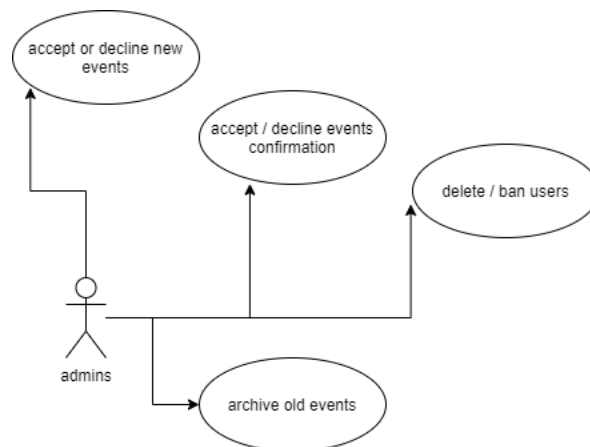 accept or decline new
events
accept / decline events
confirmation
delete / ban users
admins
archive old events